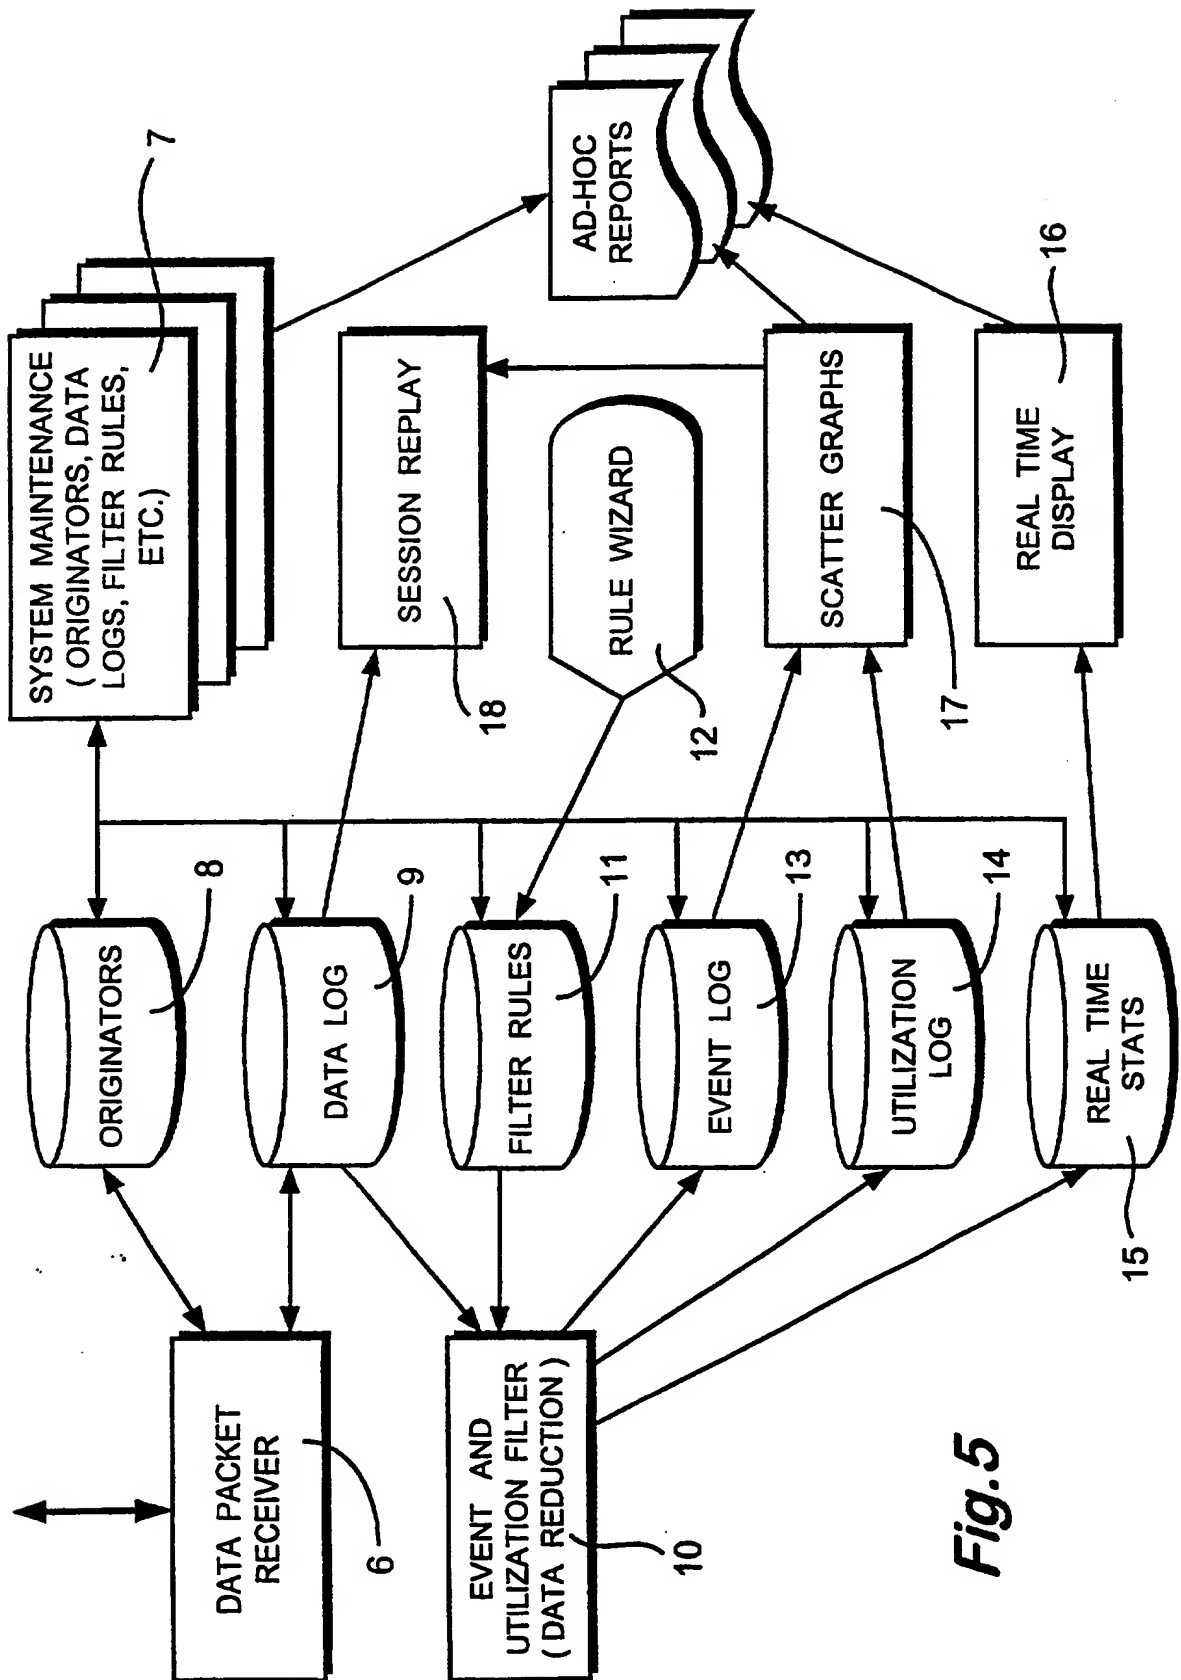 DATA PACKET
RECEIVER
6
EVENT AND
UTILIZATION FILTER
( DATA REDUCTION )
10
ORIGINATORS
8
DATA LOG
9
FILTER RULES
11
EVENT LOG
13
UTILIZATION
LOG
14
REAL TIME
STATS
15
SYSTEM MAINTENANCE
( ORIGINATORS, DATA
LOGS, FILTER RULES,
ETC.)
7
SESSION REPLAY
18
RULE WIZARD
12
SCATTER GRAPHS
17
REAL TIME
DISPLAY
16
AD-HOC
REPORTS
Fig.5